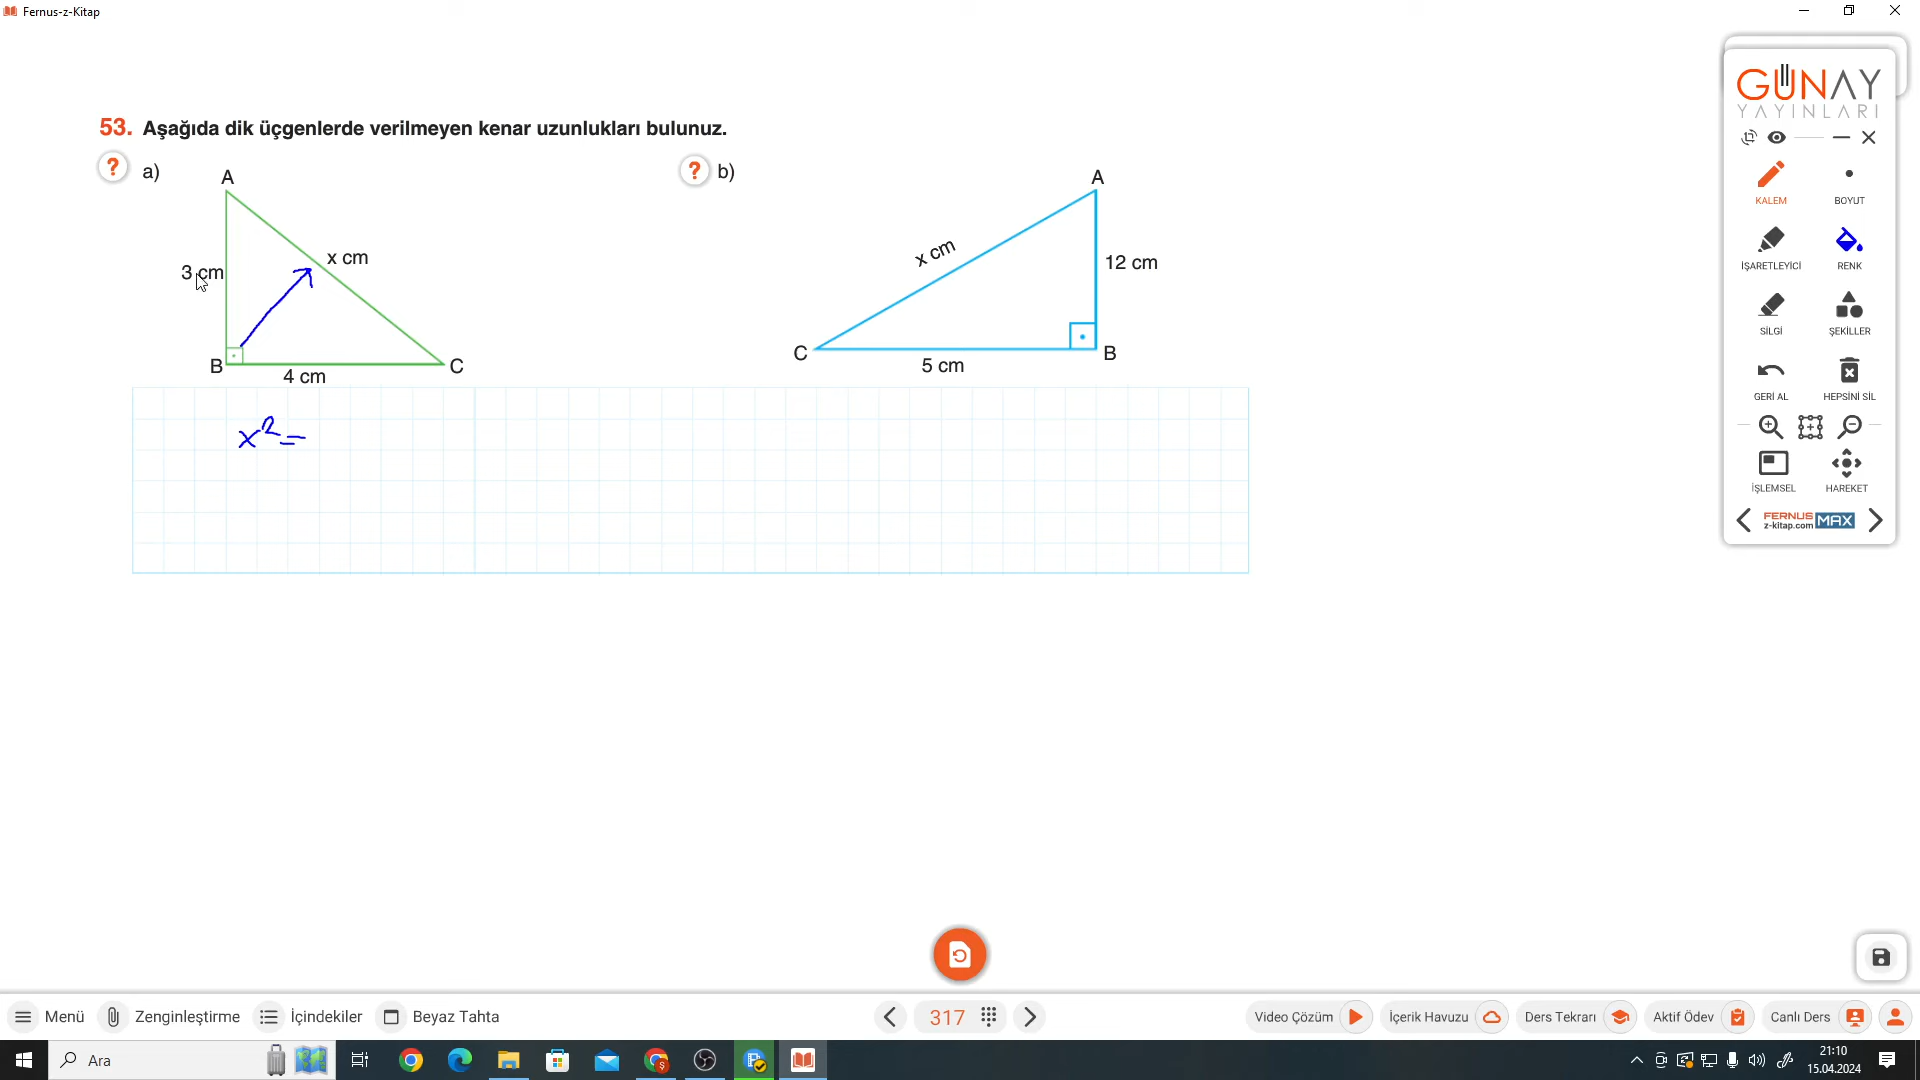 Fernus-z-Kitap
GÜNAY
YAYINLARI
53. Aşağıda dik üçgenlerde verilmeyen kenar uzunlukları bulunuz.
? a)
A
3 cm
x cm
B
4 cm
C
? b)
A
x cm
12 cm
C
5 cm
B
x²=
KALEM
BOYUT
İŞARETLEYİCİ
RENK
SİLGİ
ŞEKİLLER
GERİ AL
HEPSİNİ SİL
İŞLEMSEL
HAREKET
FERNUS
z-kitap.com MAX
Menü
Zenginleştirme
İçindekiler
Beyaz Tahta
317
Video Çözüm
İçerik Havuzu
Ders Tekrarı
Aktif Ödev
Canlı Ders
Ara
21:10
15.04.2024